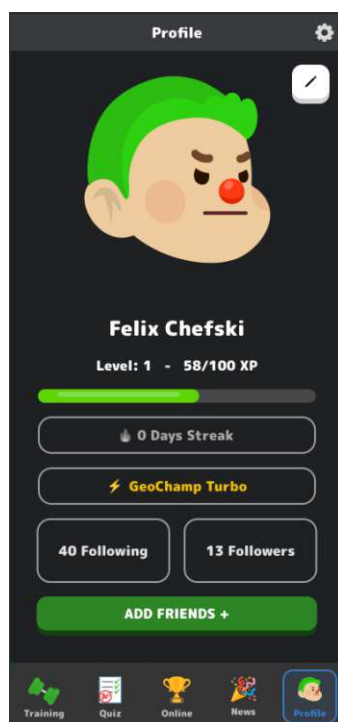 Profile
Felix Chefski
Level: 1 - 58/100 XP
0 Days Streak
GeoChamp Turbo
40 Following
13 Followers
ADD FRIENDS +
Training
Quiz
Online
News
Profile